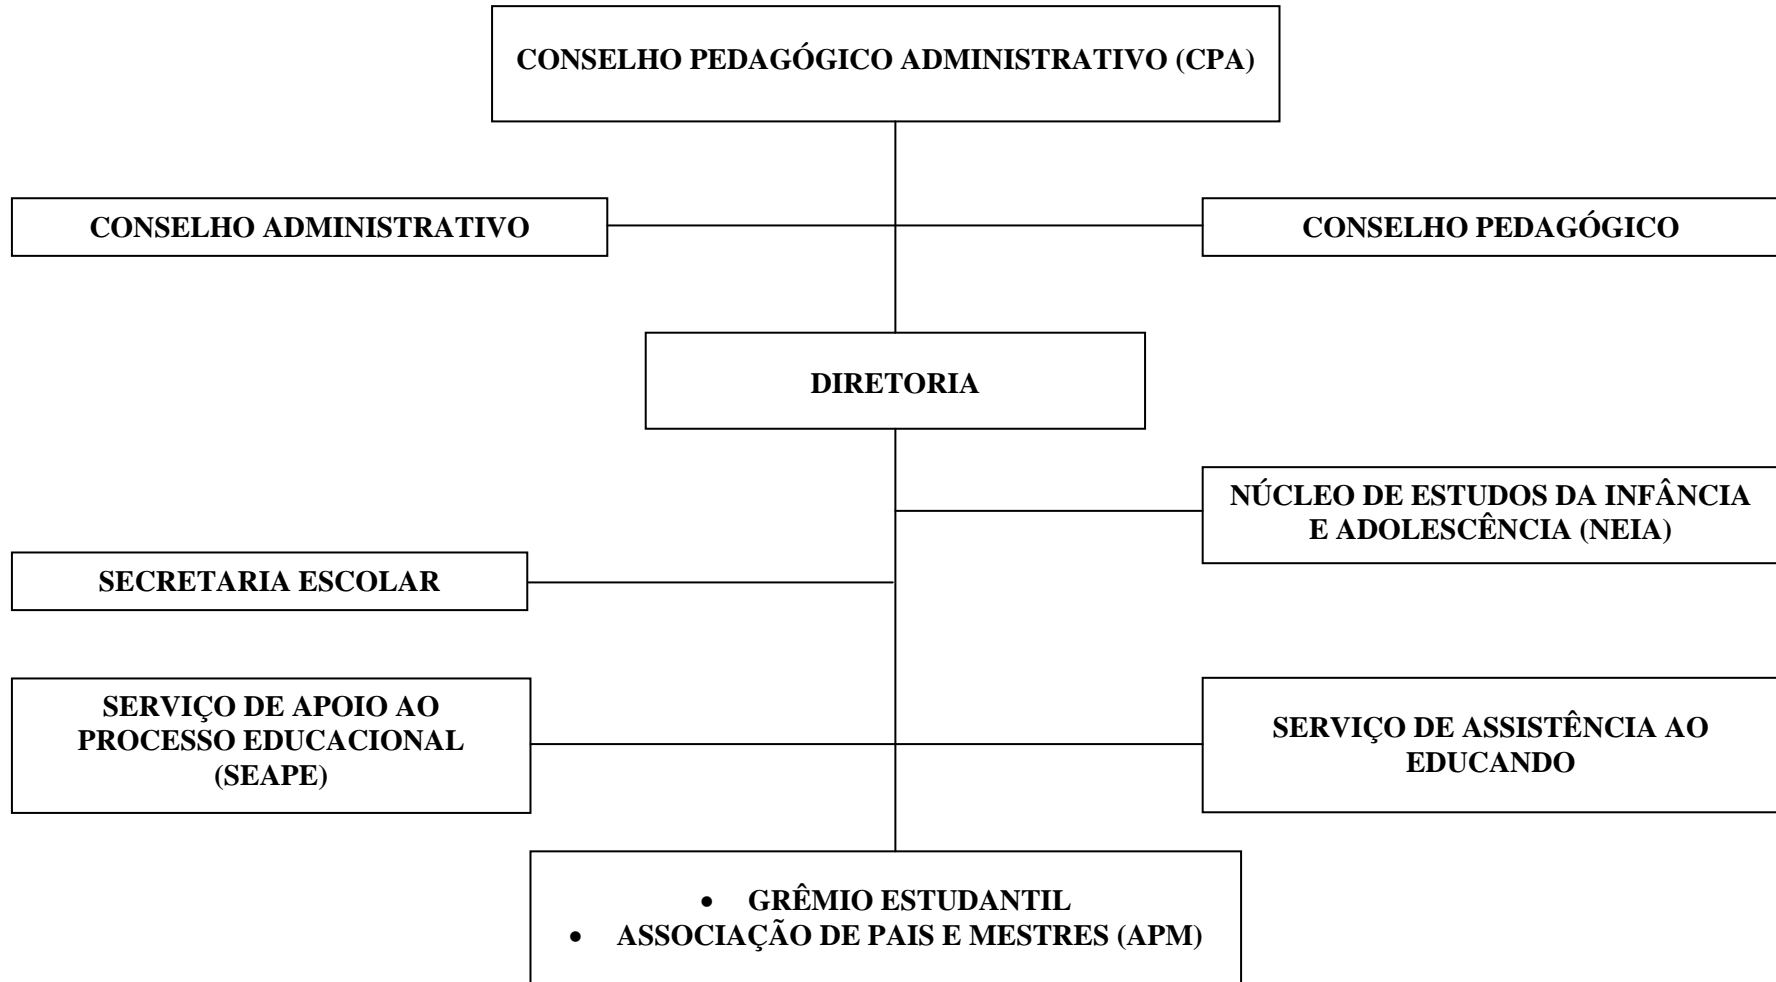 CONSELHO PEDAGÓGICO ADMINISTRATIVO (CPA)
CONSELHO ADMINISTRATIVO
CONSELHO PEDAGÓGICO
DIRETORIA
NÚCLEO DE ESTUDOS DA INFÂNCIA
E ADOLESCÊNCIA (NEIA)
SECRETARIA ESCOLAR
SERVIÇO DE APOIO AO
PROCESSO EDUCACIONAL
(SEAPE)
SERVIÇO DE ASSISTÊNCIA AO
EDUCANDO
• GRÊMIO ESTUDANTIL
• ASSOCIAÇÃO DE PAIS E MESTRES (APM)